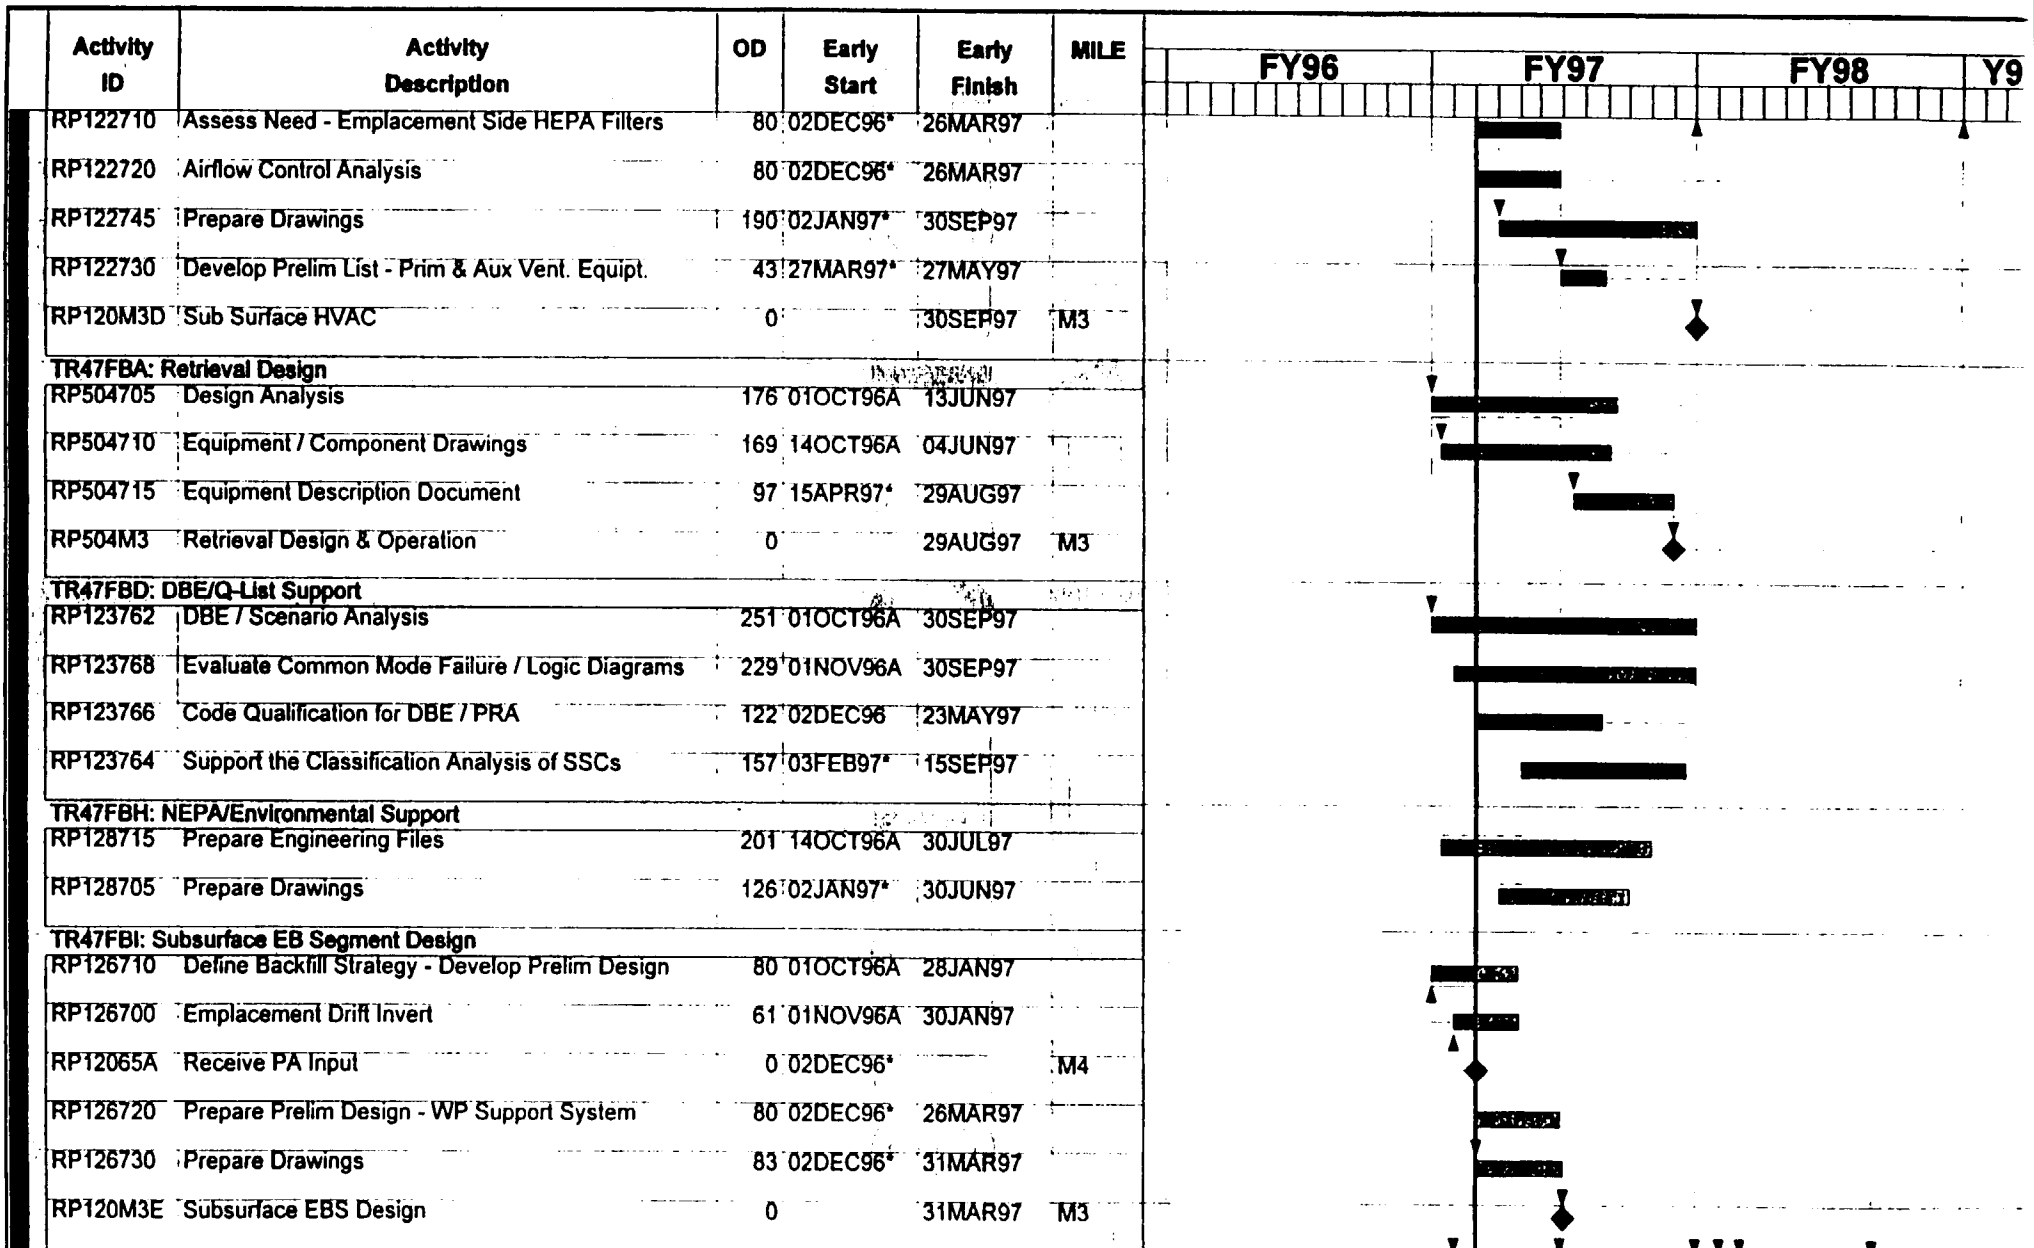 Activity ID Activity Description OD Early Start Early Finish MILE FY96 FY97 FY98 Y9
RP122710 Assess Need - Emplacement Side HEPA Filters 80 02DEC96* 26MAR97
RP122720 Airflow Control Analysis 80 02DEC96* 26MAR97
RP122745 Prepare Drawings 190 02JAN97* 30SEP97
RP122730 Develop Prelim List - Prim & Aux Vent. Equipt. 43 27MAR97* 27MAY97
RP120M3D Sub Surface HVAC 0 30SEP97 M3
TR47FBA: Retrieval Design
RP504705 Design Analysis 176 01OCT96A 13JUN97
RP504710 Equipment / Component Drawings 169 14OCT96A 04JUN97
RP504715 Equipment Description Document 97 15APR97* 29AUG97
RP504M3 Retrieval Design & Operation 0 29AUG97 M3
TR47FBD: DBE/Q-List Support
RP123762 DBE / Scenario Analysis 251 01OCT96A 30SEP97
RP123768 Evaluate Common Mode Failure / Logic Diagrams 229 01NOV96A 30SEP97
RP123766 Code Qualification for DBE / PRA 122 02DEC96 23MAY97
RP123764 Support the Classification Analysis of SSCs 157 03FEB97* 15SEP97
TR47FBH: NEPA/Environmental Support
RP128715 Prepare Engineering Files 201 14OCT96A 30JUL97
RP128705 Prepare Drawings 126 02JAN97* 30JUN97
TR47FBI: Subsurface EB Segment Design
RP126710 Define Backfill Strategy - Develop Prelim Design 80 01OCT96A 28JAN97
RP126700 Emplacement Drift Invert 61 01NOV96A 30JAN97
RP12065A Receive PA Input 0 02DEC96* M4
RP126720 Prepare Prelim Design - WP Support System 80 02DEC96* 26MAR97
RP126730 Prepare Drawings 83 02DEC96* 31MAR97
RP120M3E Subsurface EBS Design 0 31MAR97 M3